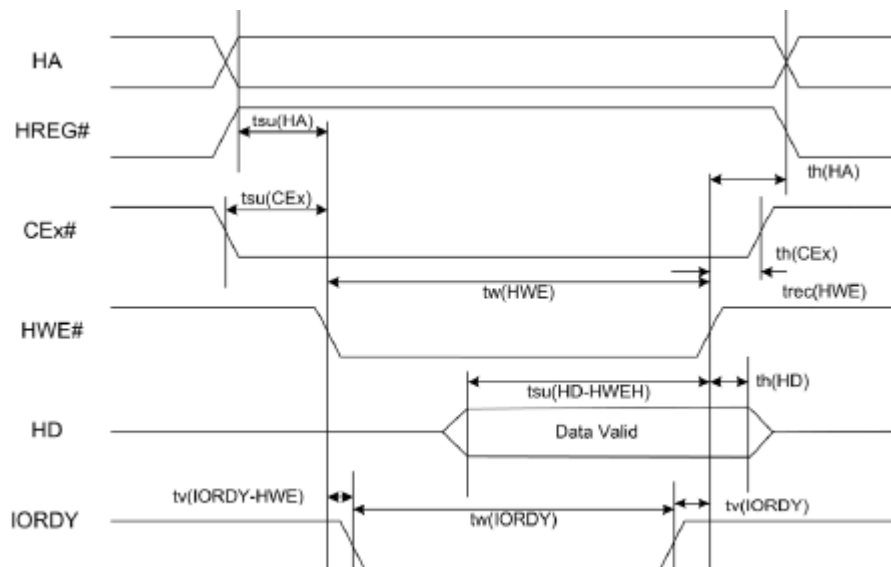 HA
HREG#
tsu(HA)
th(HA)
tsu(CEx)
CEx#
th(CEx)
tw(HWE)
trec(HWE)
HWE#
tsu(HD-HWEH)
th(HD)
HD
Data Valid
tv(IORDY-HWE)
tw(IORDY)
tv(IORDY)
IORDY